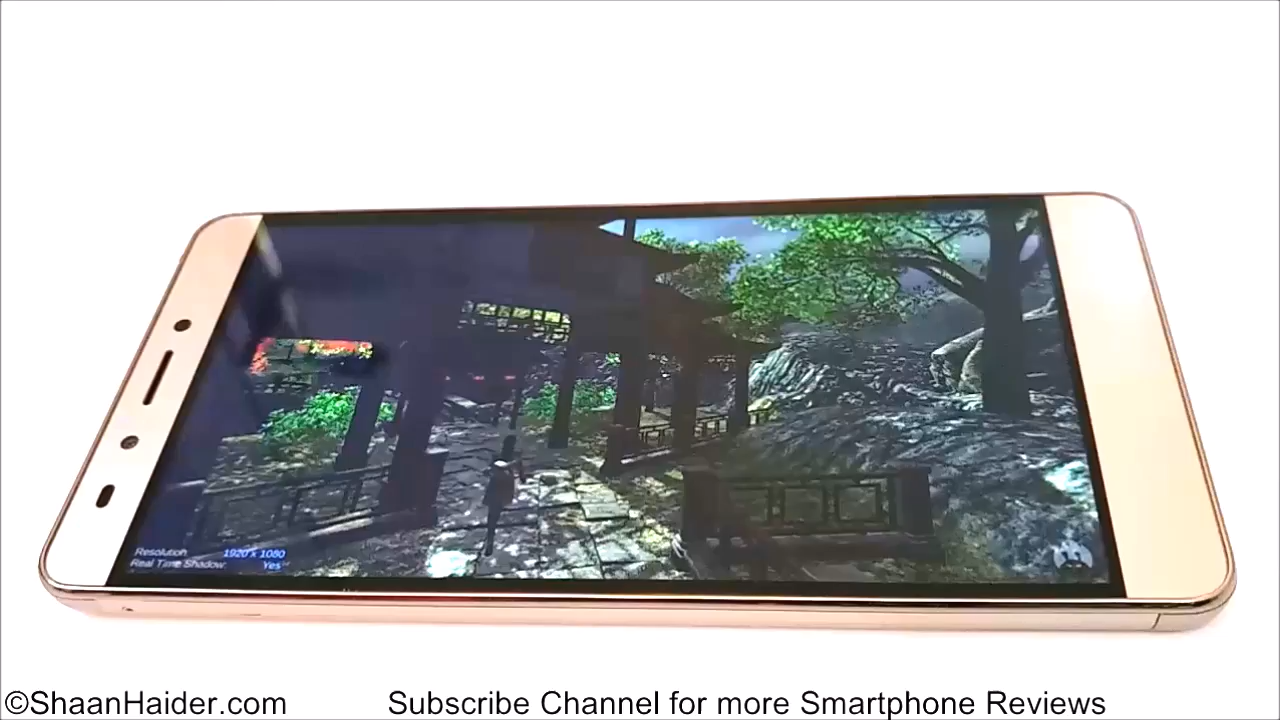 Resolution 1920 x 1080
Real Time Shadow: Yes
©ShaanHaider.com Subscribe Channel for more Smartphone Reviews